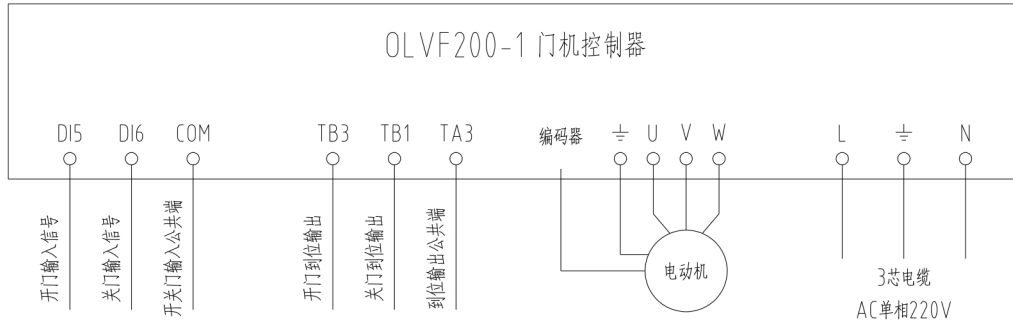 OLVF200-1 门机控制器
DI5 DI6 COM TB3 TB1 TA3 编码器 U V W L N
开门输入信号
关门输入信号
开关门输入公共端
开门到位输出
关门到位输出
到位输出公共端
电动机
3芯电缆
AC单相220V